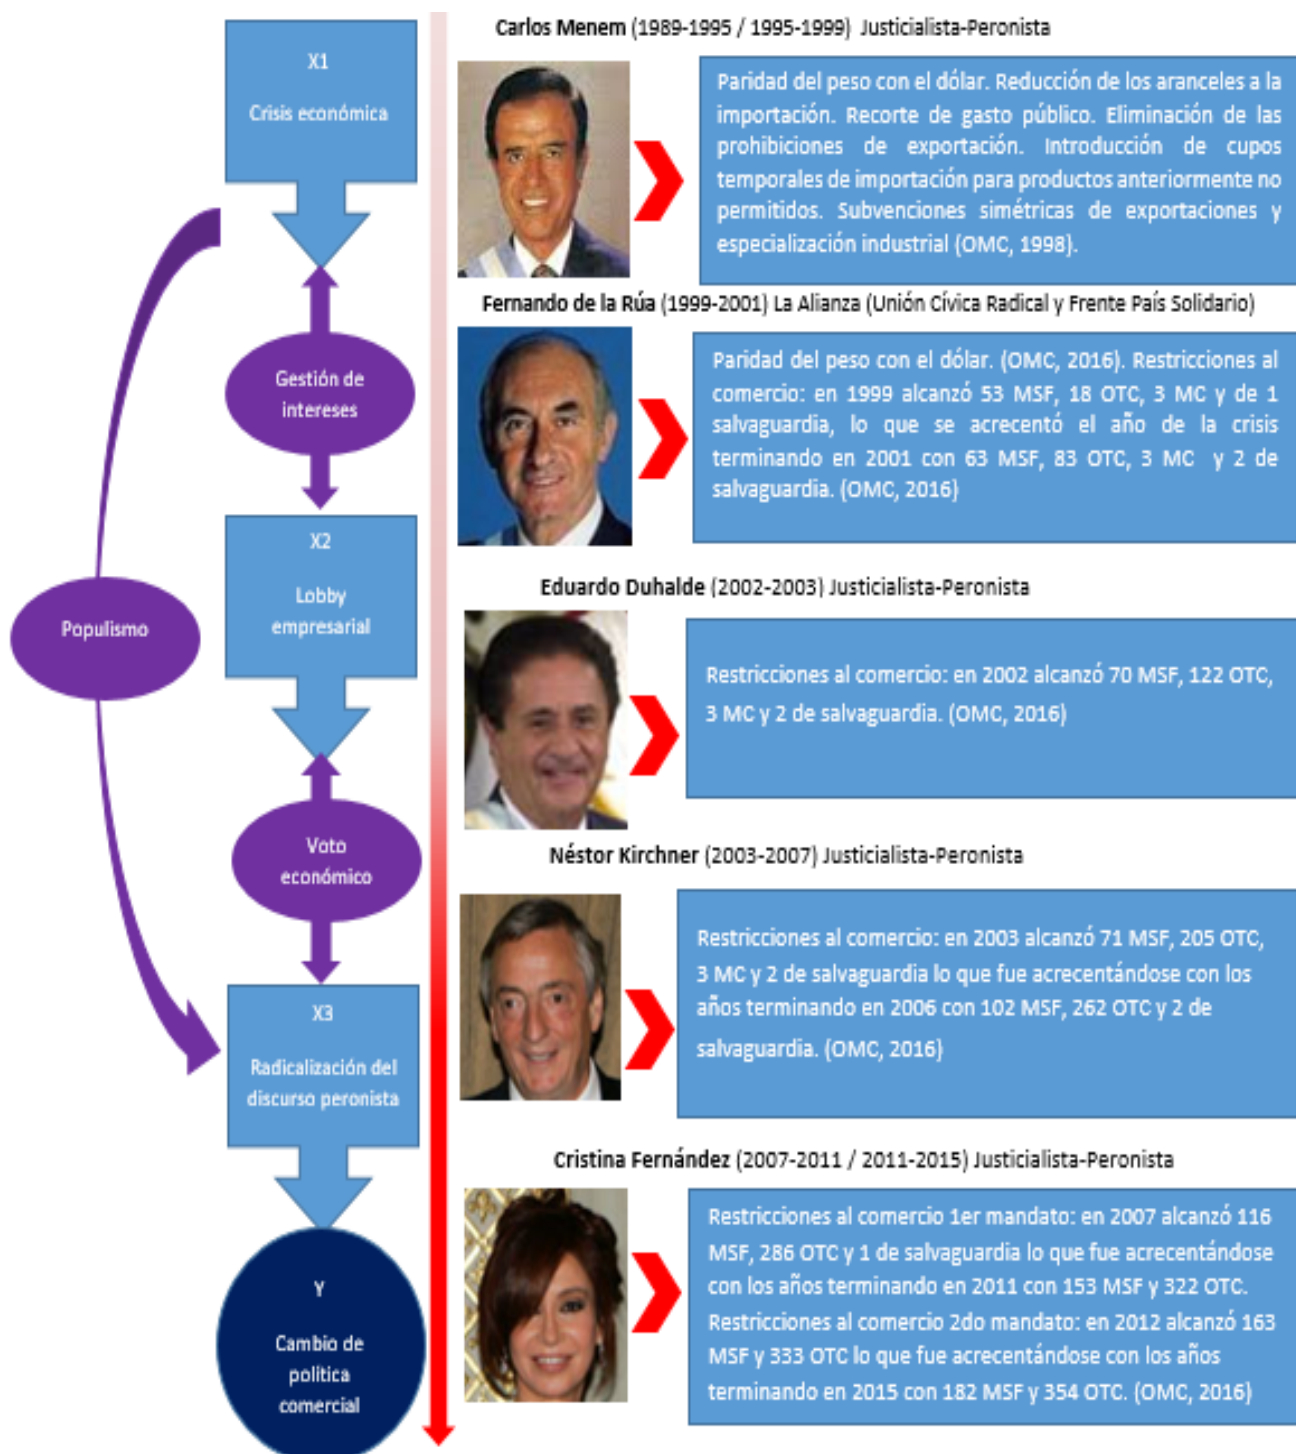 X1
Crisis económica
Gestión de
intereses
X2
Lobby
empresarial
Populismo
Voto
económico
X3
Radicalización del
discurso peronista
Y
Cambio de
política
comercial
Carlos Menem (1989-1995 / 1995-1999) Justicialista-Peronista
Paridad del peso con el dólar. Reducción de los aranceles a la
importación. Recorte de gasto público. Eliminación de las
prohibiciones de exportación. Introducción de cupos
temporales de importación para productos anteriormente no
permitidos. Subvenciones simétricas de exportaciones y
especialización industrial (OMC, 1998).
Fernando de la Rúa (1999-2001) La Alianza (Unión Cívica Radical y Frente País Solidario)
Paridad del peso con el dólar. (OMC, 2016). Restricciones al
comercio: en 1999 alcanzó 53 MSF, 18 OTC, 3 MC y de 1
salvaguardia, lo que se acrecentó el año de la crisis
terminando en 2001 con 63 MSF, 83 OTC, 3 MC y 2 de
salvaguardia. (OMC, 2016)
Eduardo Duhalde (2002-2003) Justicialista-Peronista
Restricciones al comercio: en 2002 alcanzó 70 MSF, 122 OTC,
3 MC y 2 de salvaguardia. (OMC, 2016)
Néstor Kirchner (2003-2007) Justicialista-Peronista
Restricciones al comercio: en 2003 alcanzó 71 MSF, 205 OTC,
3 MC y 2 de salvaguardia lo que fue acrecentándose con los
años terminando en 2006 con 102 MSF, 262 OTC y 2 de
salvaguardia. (OMC, 2016)
Cristina Fernández (2007-2011 / 2011-2015) Justicialista-Peronista
Restricciones al comercio 1er mandato: en 2007 alcanzó 116
MSF, 286 OTC y 1 de salvaguardia lo que fue acrecentándose
con los años terminando en 2011 con 153 MSF y 322 OTC.
Restricciones al comercio 2do mandato: en 2012 alcanzó 163
MSF y 333 OTC lo que fue acrecentándose con los años
terminando en 2015 con 182 MSF y 354 OTC. (OMC, 2016)